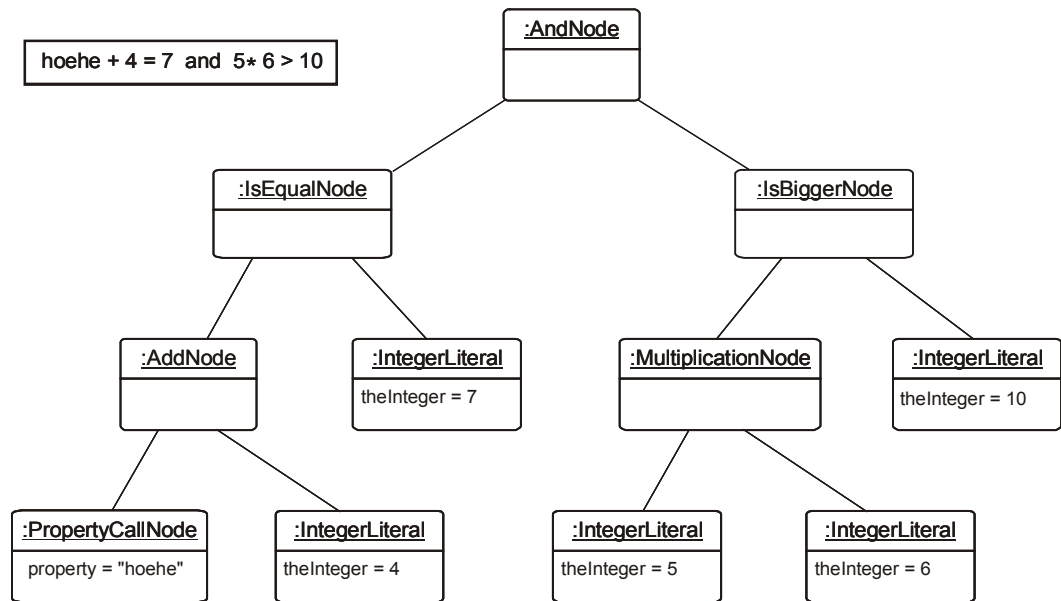 :AndNode
hoehe + 4 = 7 and 5* 6 > 10
:IsEqualNode
:IsBiggerNode
:AddNode
:IntegerLiteral
theInteger = 7
:MultiplicationNode
:IntegerLiteral
theInteger = 10
:PropertyCallNode
property = "hoehe"
:IntegerLiteral
theInteger = 4
:IntegerLiteral
theInteger = 5
:IntegerLiteral
theInteger = 6